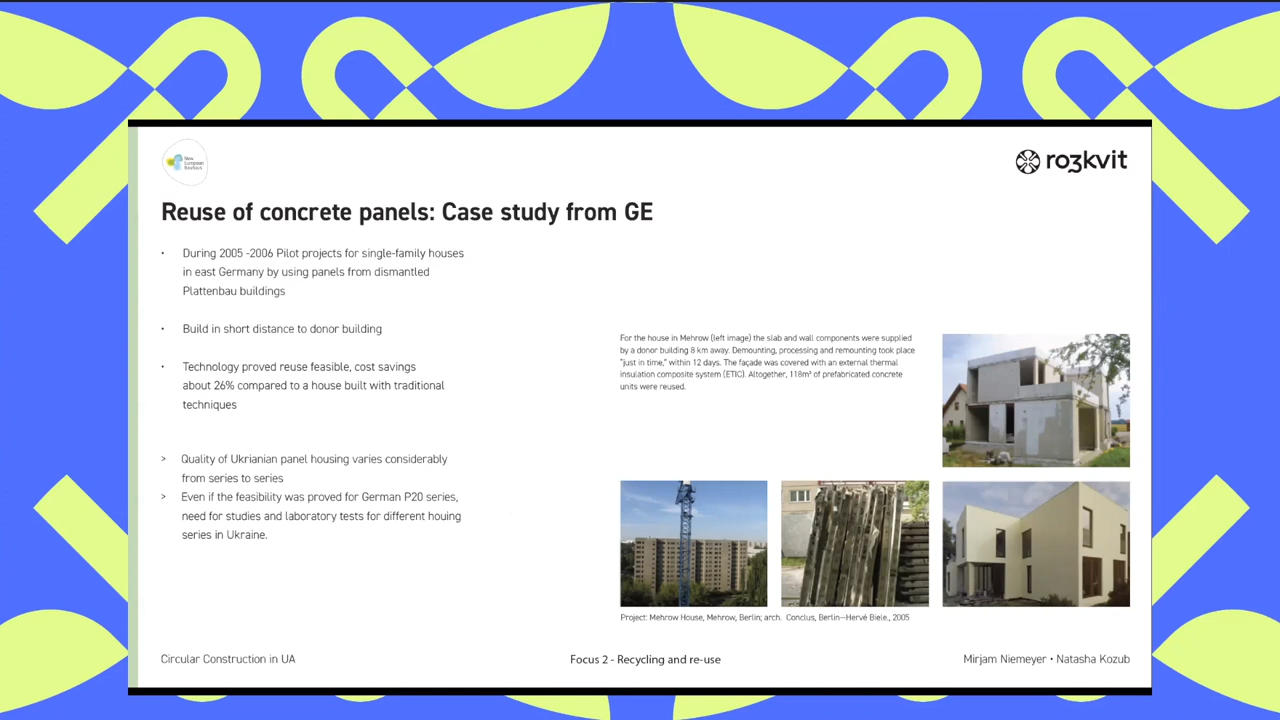 New
European
Bauhaus
ro3kvit
Reuse of concrete panels: Case study from GE
• During 2005 -2006 Pilot projects for single-family houses
in east Germany by using panels from dismantled
Plattenbau buildings
• Build in short distance to donor building
• Technology proved reuse feasible, cost savings
about 26% compared to a house built with traditional
techniques
> Quality of Ukrianian panel housing varies considerably
from series to series
> Even if the feasibility was proved for German P20 series,
need for studies and laboratory tests for different houing
series in Ukraine.
For the house in Mehrow (left image) the slab and wall components were supplied
by a donor building 8 km away. Demounting, processing and remounting took place
"just in time," within 12 days. The façade was covered with an external thermal
insulation composite system (ETIC). Altogether, 118m³ of prefabricated concrete
units were reused.
Project: Mehrow House, Mehrow, Berlin; arch. Conclus, Berlin—Hervé Biele., 2005
Circular Construction in UA
Focus 2 - Recycling and re-use
Mirjam Niemeyer • Natasha Kozub